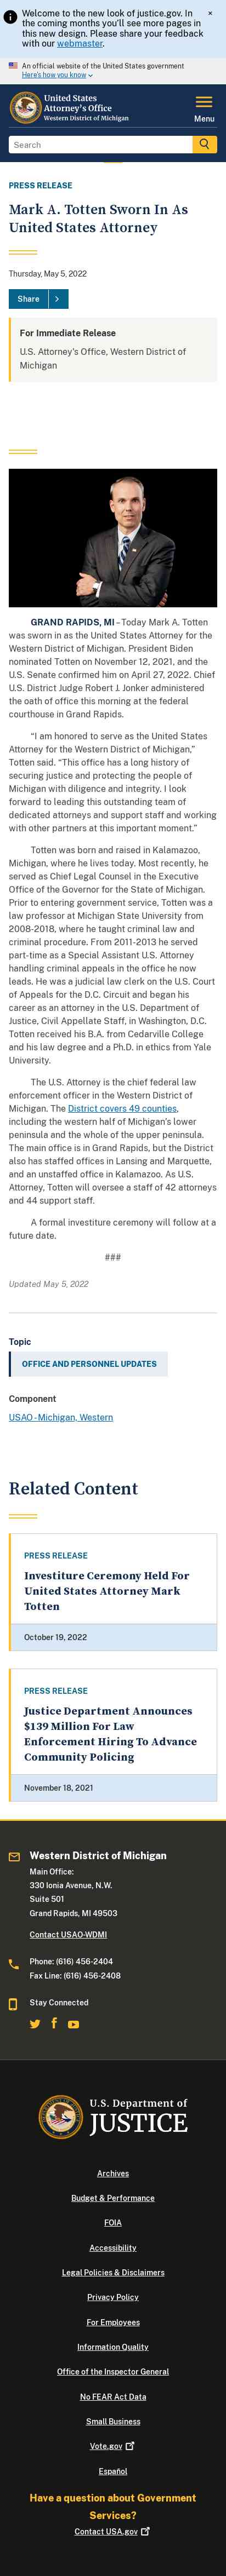 Welcome to the new look of justice.gov. In
the coming months you'll see more pages in
this new design. Please share your feedback
with our webmaster.
×
An official website of the United States government
Here's how you know
United States
Attorney's Office
Western District of Michigan
Menu
Search
PRESS RELEASE
Mark A. Totten Sworn In As
United States Attorney
Thursday, May 5, 2022
Share
For Immediate Release
U.S. Attorney's Office, Western District of
Michigan
GRAND RAPIDS, MI – Today Mark A. Totten
was sworn in as the United States Attorney for the
Western District of Michigan. President Biden
nominated Totten on November 12, 2021, and the
U.S. Senate confirmed him on April 27, 2022. Chief
U.S. District Judge Robert J. Jonker administered
the oath of office this morning at the federal
courthouse in Grand Rapids.
“I am honored to serve as the United States
Attorney for the Western District of Michigan,”
Totten said. “This office has a long history of
securing justice and protecting the people of
Michigan with diligence and integrity. I look
forward to joining this outstanding team of
dedicated attorneys and support staff and working
with others at this important moment.”
Totten was born and raised in Kalamazoo,
Michigan, where he lives today. Most recently, he
served as Chief Legal Counsel in the Executive
Office of the Governor for the State of Michigan.
Prior to entering government service, Totten was a
law professor at Michigan State University from
2008-2018, where he taught criminal law and
criminal procedure. From 2011-2013 he served
part-time as a Special Assistant U.S. Attorney
handling criminal appeals in the office he now
leads. He was a judicial law clerk on the U.S. Court
of Appeals for the D.C. Circuit and began his
career as an attorney in the U.S. Department of
Justice, Civil Appellate Staff, in Washington, D.C.
Totten received his B.A. from Cedarville College
and his law degree and a Ph.D. in ethics from Yale
University.
The U.S. Attorney is the chief federal law
enforcement officer in the Western District of
Michigan. The District covers 49 counties,
including the western half of Michigan's lower
peninsula and the whole of the upper peninsula.
The main office is in Grand Rapids, but the District
also has staffed offices in Lansing and Marquette,
and an unstaffed office in Kalamazoo. As U.S.
Attorney, Totten will oversee a staff of 42 attorneys
and 44 support staff.
A formal investiture ceremony will follow at a
future date.
###
Updated May 5, 2022
Topic
OFFICE AND PERSONNEL UPDATES
Component
USAO - Michigan, Western
Related Content
PRESS RELEASE
Investiture Ceremony Held For
United States Attorney Mark
Totten
October 19, 2022
PRESS RELEASE
Justice Department Announces
$139 Million For Law
Enforcement Hiring To Advance
Community Policing
November 18, 2021
Western District of Michigan
Main Office:
330 Ionia Avenue, N.W.
Suite 501
Grand Rapids, MI 49503
Contact USAO-WDMI
Phone: (616) 456-2404
Fax Line: (616) 456-2408
Stay Connected
U.S. Department of
JUSTICE
Archives
Budget & Performance
FOIA
Accessibility
Legal Policies & Disclaimers
Privacy Policy
For Employees
Information Quality
Office of the Inspector General
No FEAR Act Data
Small Business
Vote.gov
Español
Have a question about Government
Services?
Contact USA.gov